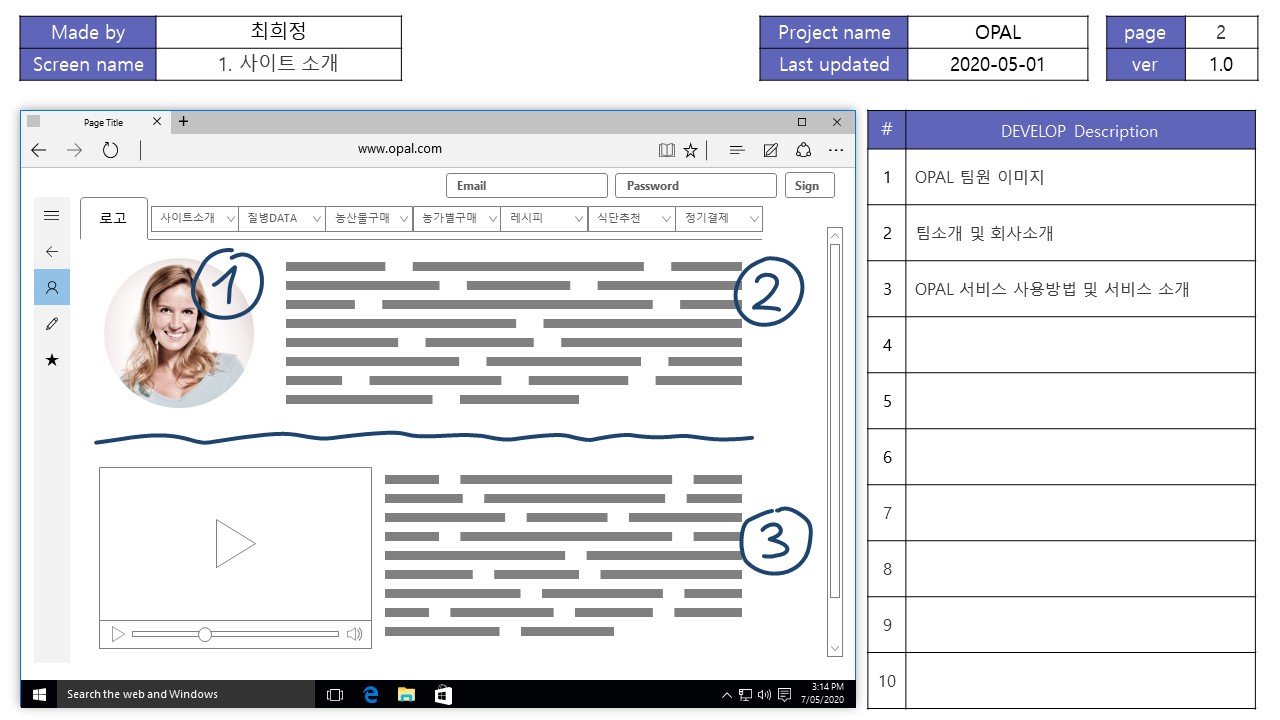 Made by 최희정
Screen name 1. 사이트 소개
Project name OPAL
Last updated 2020-05-01
page 2
ver 1.0
Page Title
www.opal.com
Email Password Sign
로고 사이트소개 질병DATA 농산물구매 농가별구매 레시피 식단추천 정기결제
1
2
3
Search the web and Windows
3:14 PM
7/05/2020
# DEVELOP Description
1 OPAL 팀원 이미지
2 팀소개 및 회사소개
3 OPAL 서비스 사용방법 및 서비스 소개
4
5
6
7
8
9
10